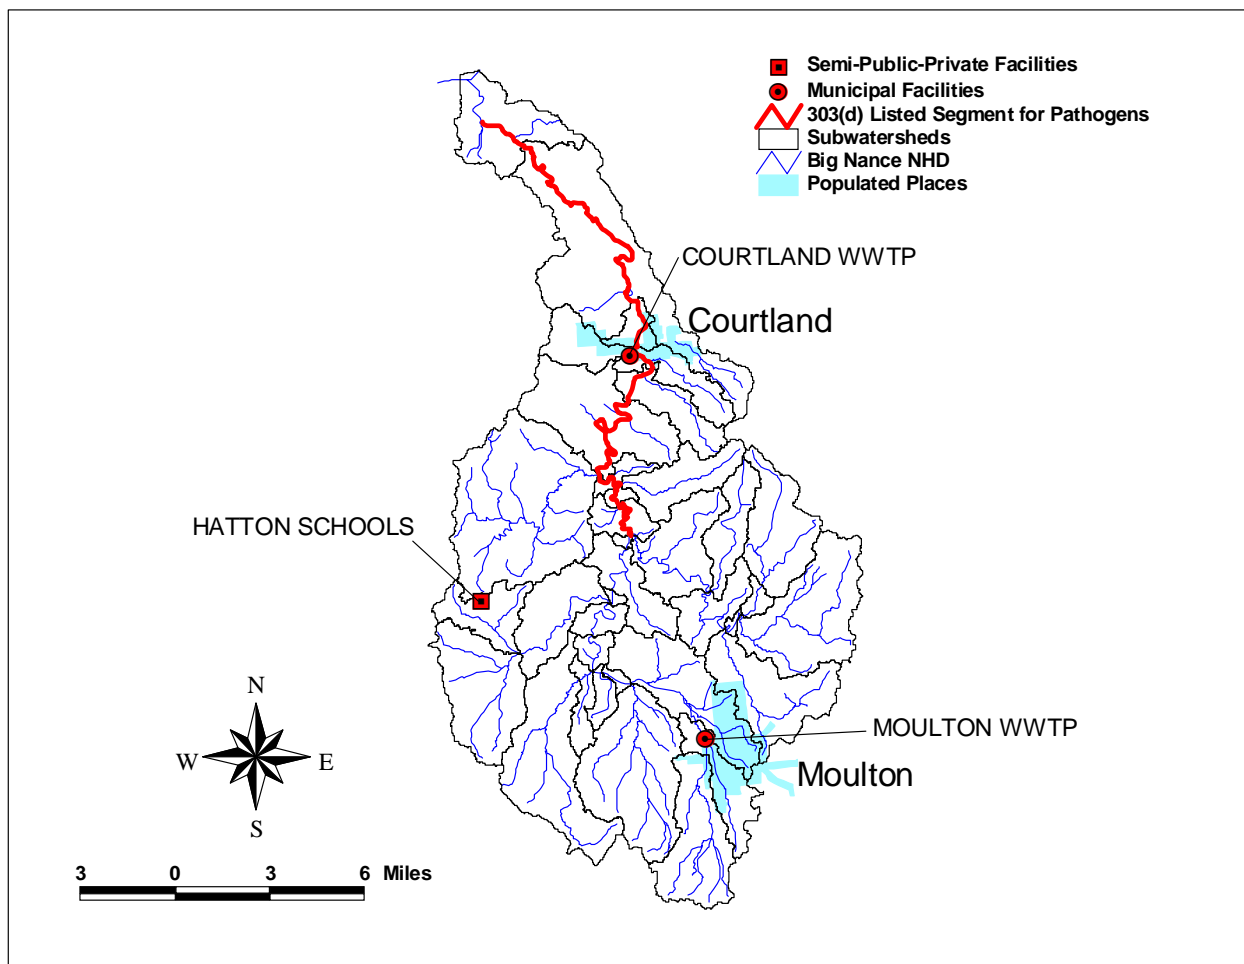 Semi-Public-Private Facilities
Municipal Facilities
303(d) Listed Segment for Pathogens
Subwatersheds
Big Nance NHD
Populated Places
COURTLAND WWTP
Courtland
HATTON SCHOOLS
MOULTON WWTP
Moulton
N
W E
S
3 0 3 6 Miles